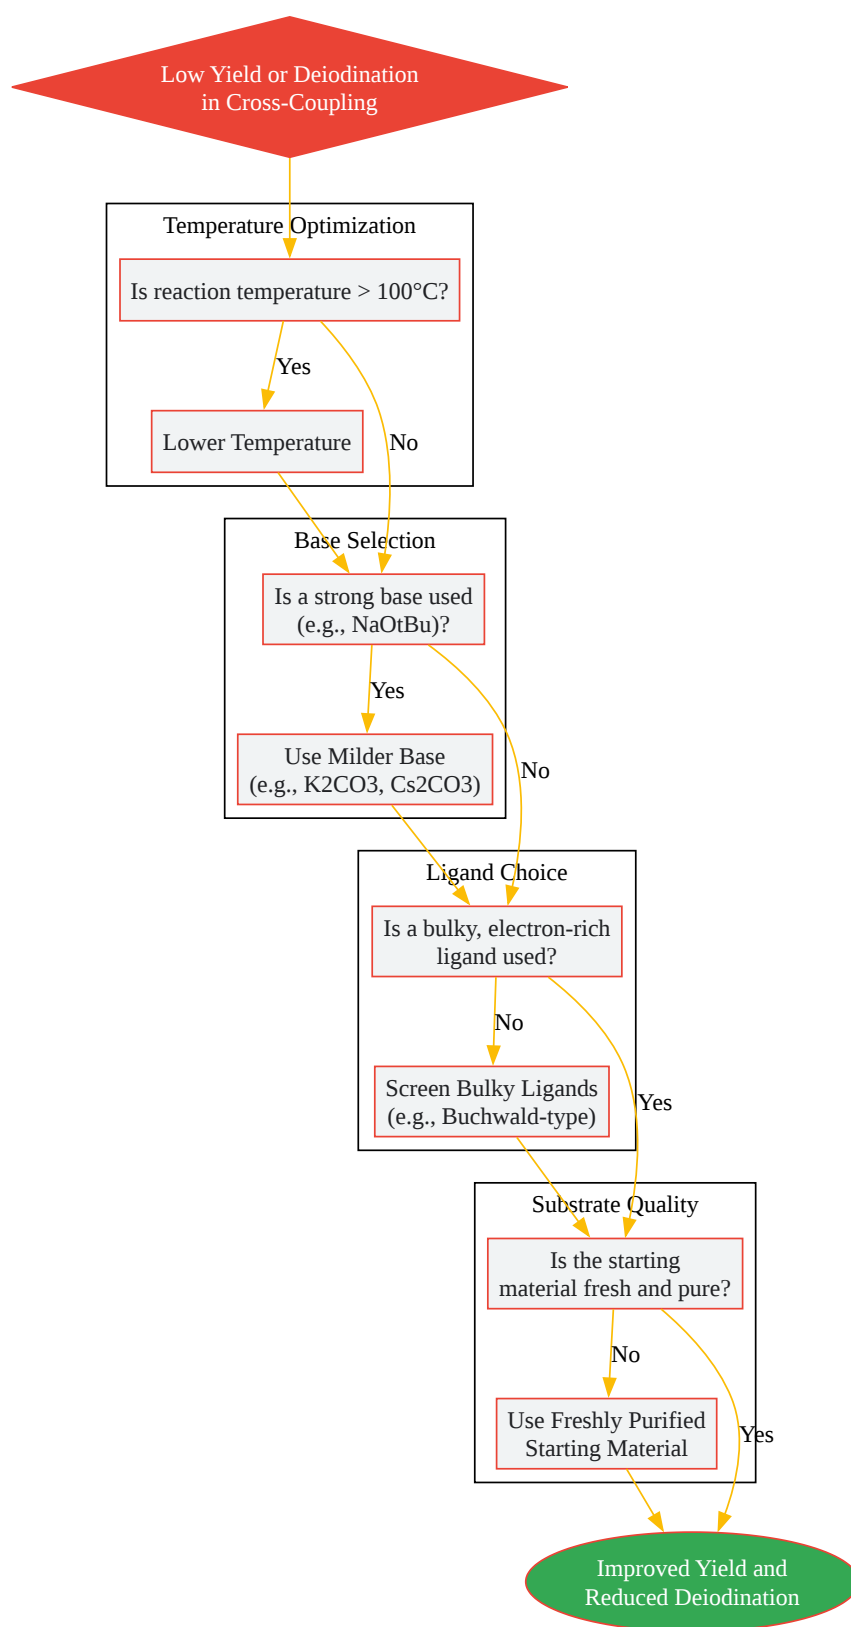 Low Yield or Deiodination
in Cross-Coupling
Temperature Optimization
Is reaction temperature > 100°C?
Yes
Lower Temperature
No
Base Selection
Is a strong base used
(e.g., NaOtBu)?
Yes
Use Milder Base
(e.g., K2CO3, Cs2CO3)
No
Ligand Choice
Is a bulky, electron-rich
ligand used?
No
Screen Bulky Ligands
(e.g., Buchwald-type)
Yes
Substrate Quality
Is the starting
material fresh and pure?
No
Use Freshly Purified
Starting Material
Yes
Improved Yield and
Reduced Deiodination